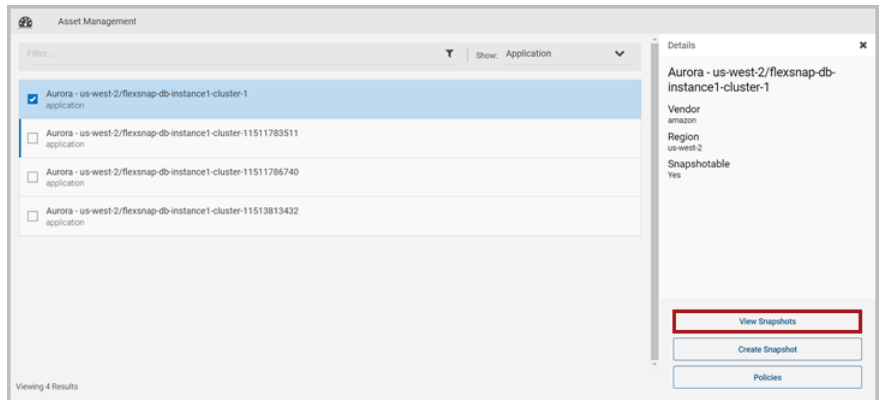 Asset Management
Filter...
Show: Application
Aurora - us-west-2/flexsnap-db-instance1-cluster-1
application
Aurora - us-west-2/flexsnap-db-instance1-cluster-11511783511
application
Aurora - us-west-2/flexsnap-db-instance1-cluster-11511786740
application
Aurora - us-west-2/flexsnap-db-instance1-cluster-11513813432
application
Viewing 4 Results
Details
Aurora - us-west-2/flexsnap-db-
instance1-cluster-1
Vendor
amazon
Region
us-west-2
Snapshotable
Yes
View Snapshots
Create Snapshot
Policies